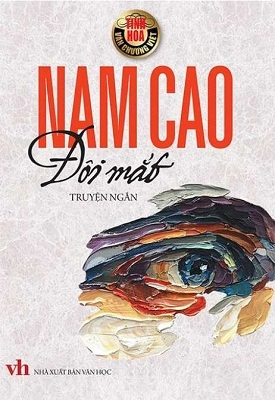 TINH HOA
VĂN CHƯƠNG VIỆT
NAM CAO
Đôi mắt
TRUYỆN NGẮN
vh NHÀ XUẤT BẢN VĂN HỌC